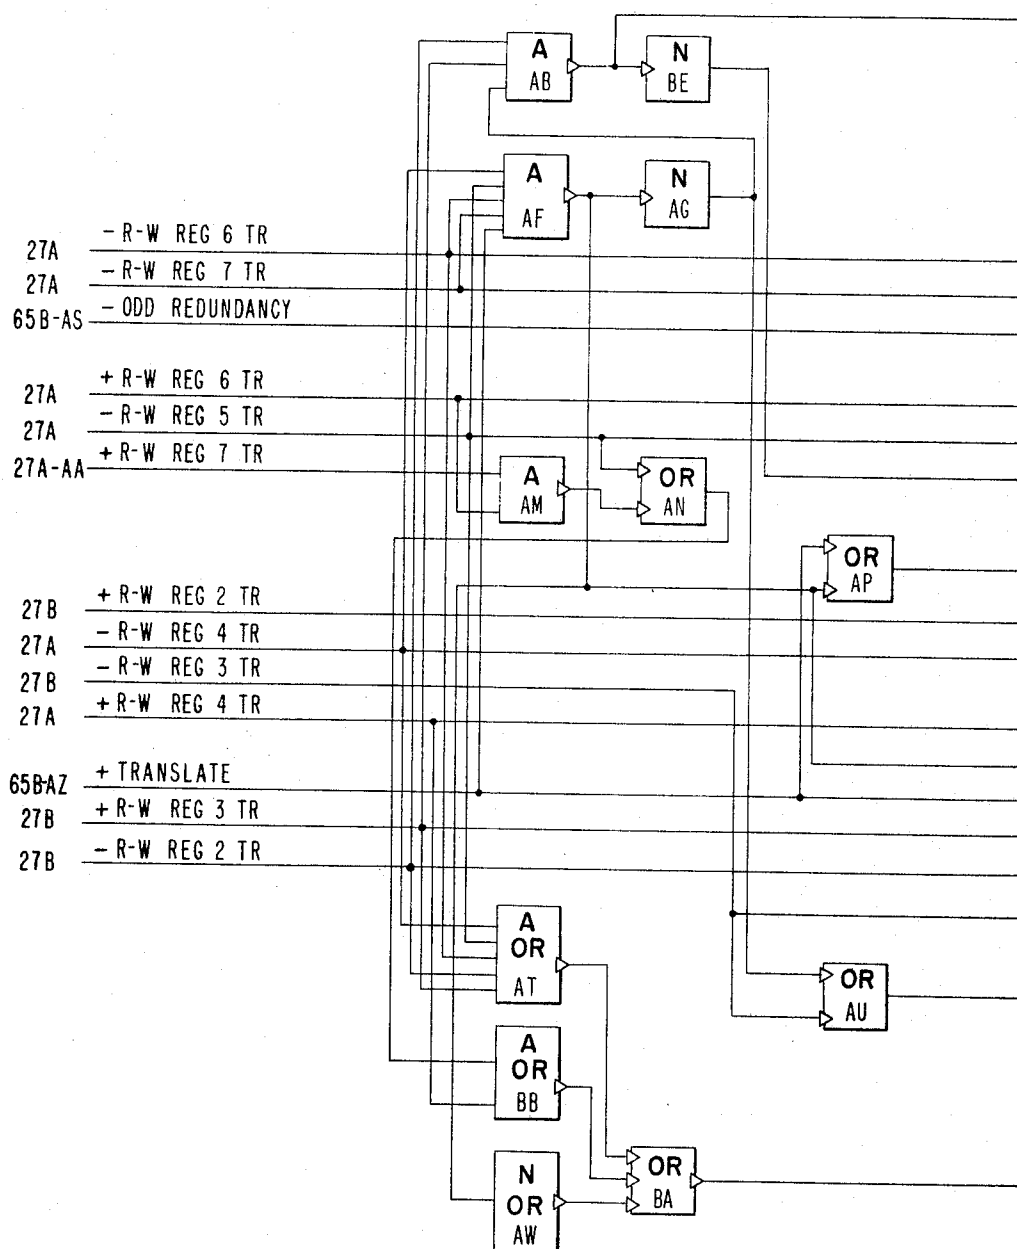 A
AB
N
BE
A
AF
N
AG
27A - R-W REG 6 TR
27A - R-W REG 7 TR
65B-AS - ODD REDUNDANCY
27A + R-W REG 6 TR
27A - R-W REG 5 TR
27A-AA + R-W REG 7 TR
A
AM
OR
AN
OR
AP
27B + R-W REG 2 TR
27A - R-W REG 4 TR
27B - R-W REG 3 TR
27A + R-W REG 4 TR
65B-AZ + TRANSLATE
27B + R-W REG 3 TR
27B - R-W REG 2 TR
A
OR
AT
OR
AU
A
OR
BB
N
OR
AW
OR
BA